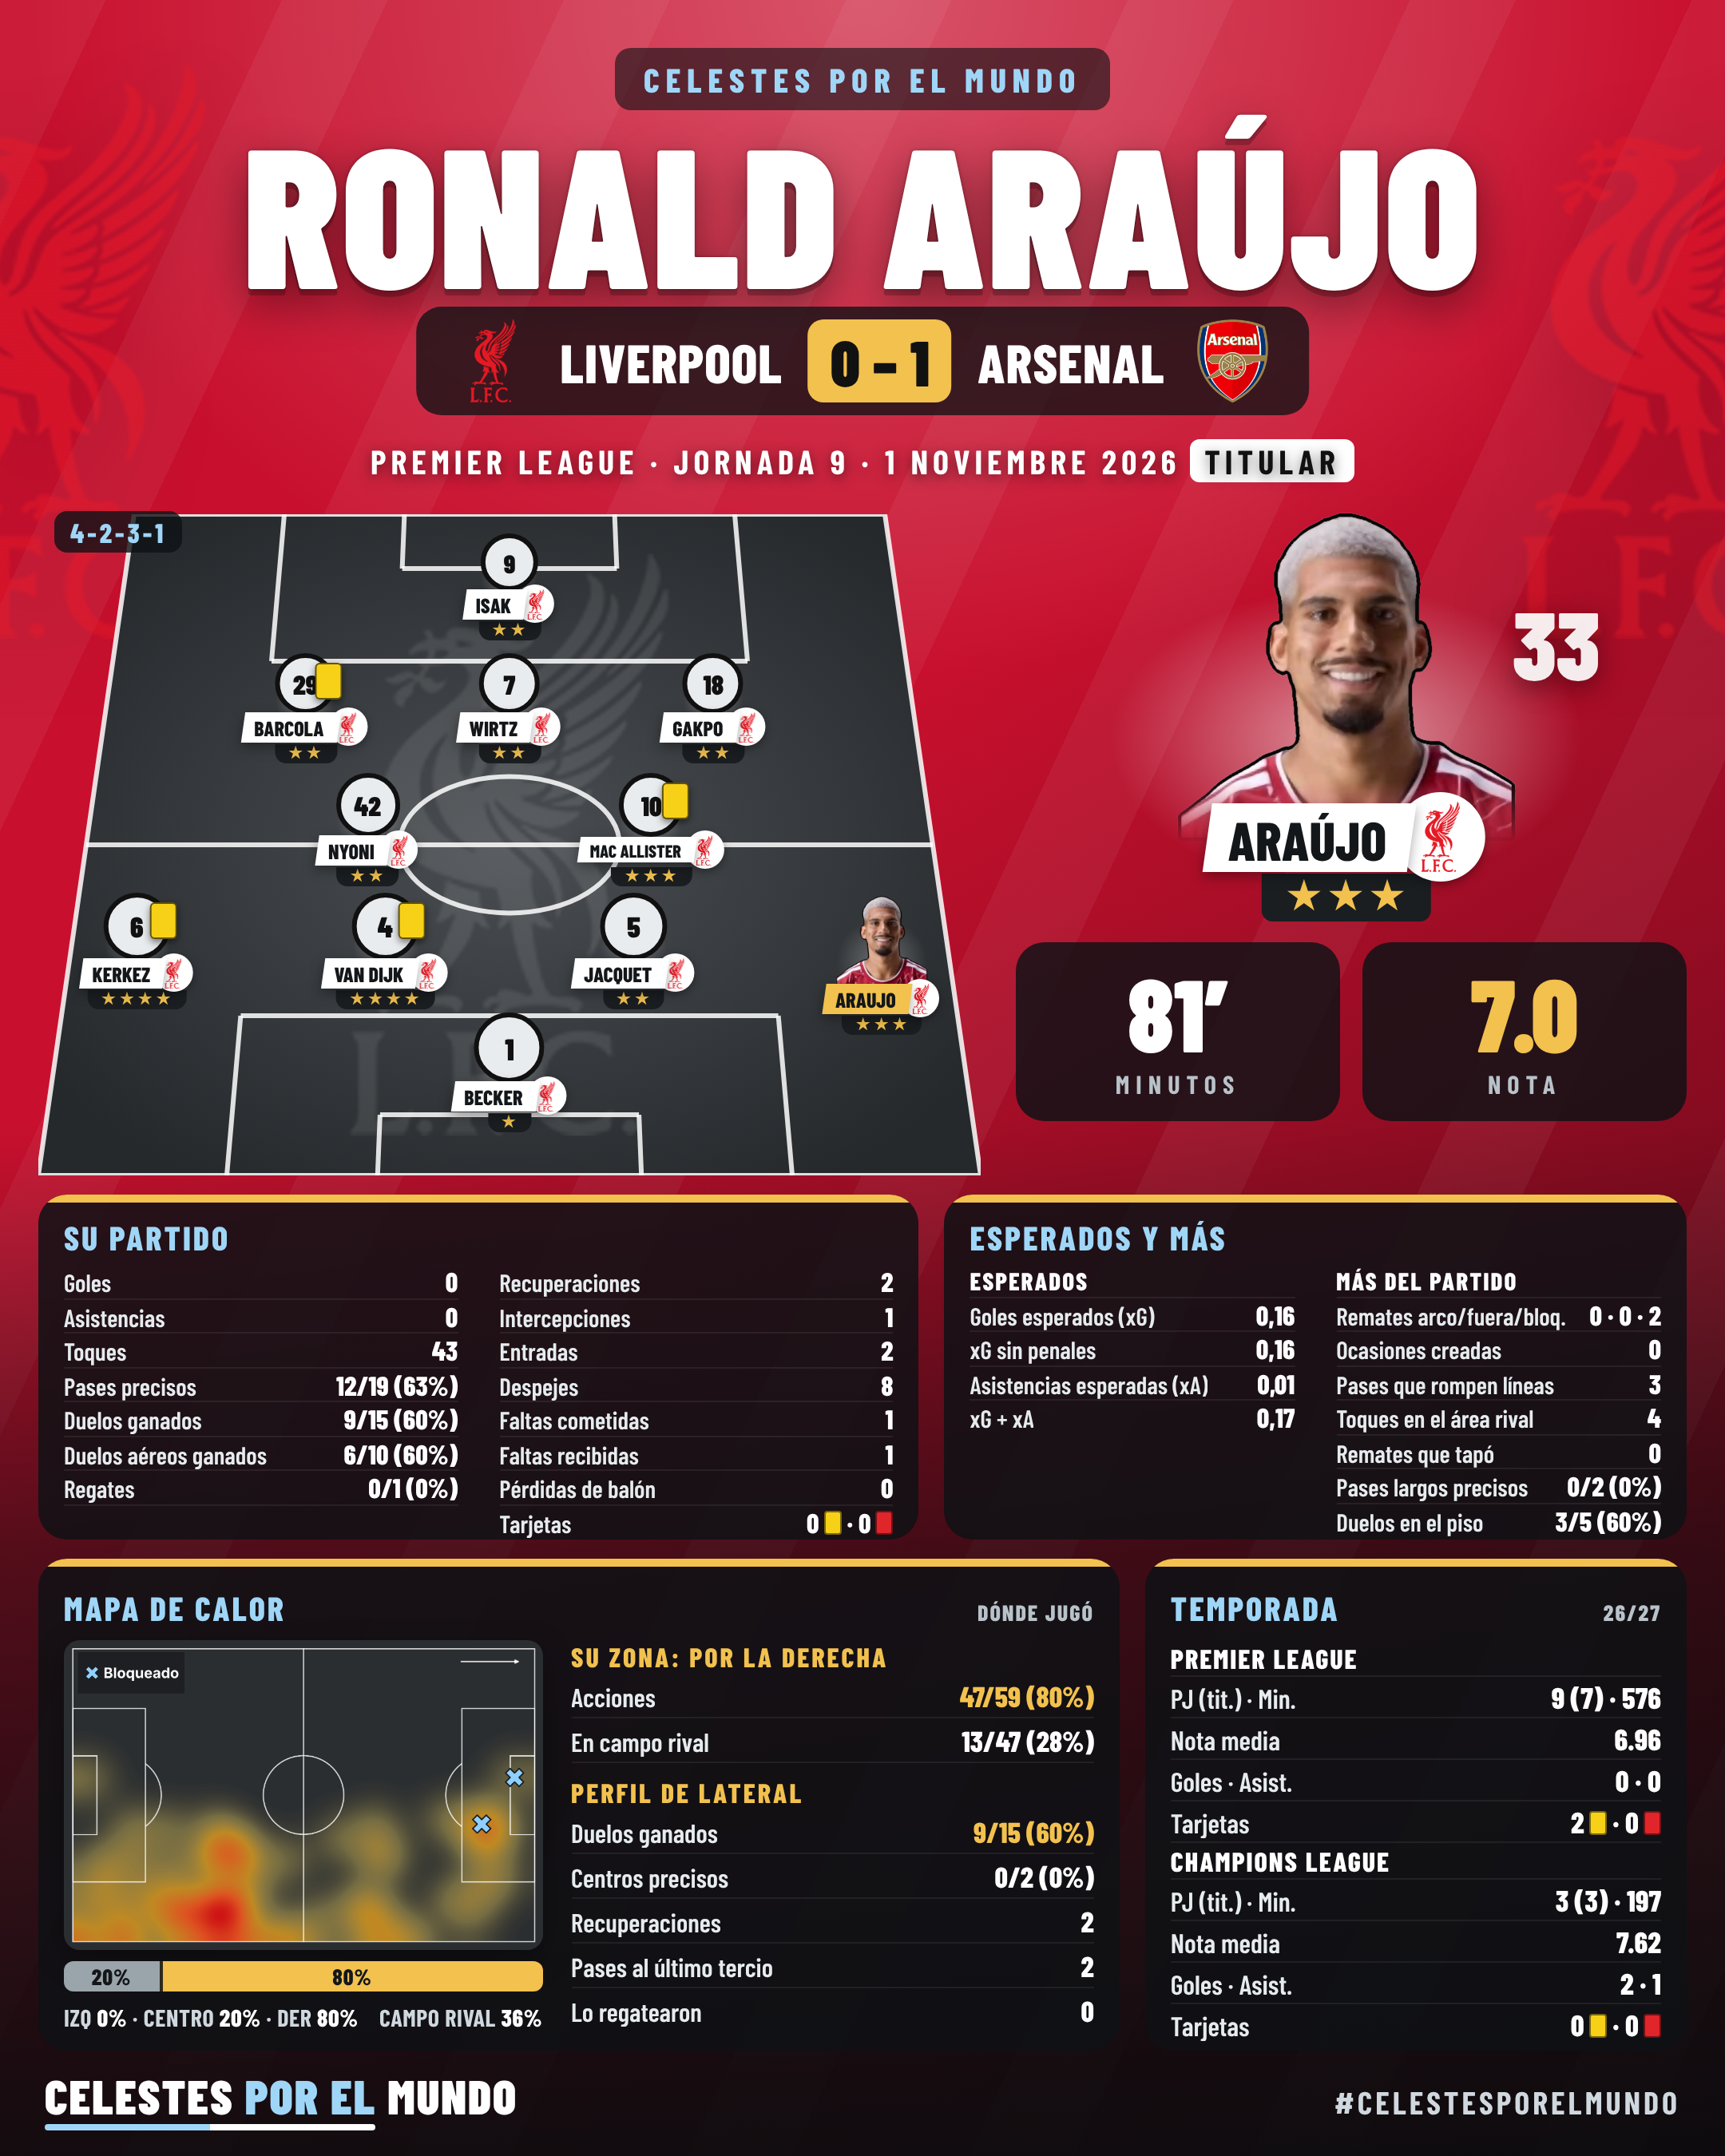 CELESTES POR EL MUNDO
RONALD ARAÚJO
L.F.C.
LIVERPOOL 0 - 1 ARSENAL
Arsenal
PREMIER LEAGUE · JORNADA 9 · 1 NOVIEMBRE 2026 TITULAR
4-2-3-1
9
ISAK
29
BARCOLA
7
WIRTZ
18
GAKPO
42
NYONI
10
MAC ALLISTER
6
KERKEZ
4
VAN DIJK
5
JACQUET
ARAUJO
1
BECKER
L.F.C.
33
ARAÚJO
L.F.C.
81’
MINUTOS
7.0
NOTA
SU PARTIDO
Goles 0
Asistencias 0
Toques 43
Pases precisos 12/19 (63%)
Duelos ganados 9/15 (60%)
Duelos aéreos ganados 6/10 (60%)
Regates 0/1 (0%)
Recuperaciones 2
Intercepciones 1
Entradas 2
Despejes 8
Faltas cometidas 1
Faltas recibidas 1
Pérdidas de balón 0
Tarjetas 0 · 0
ESPERADOS Y MÁS
ESPERADOS
Goles esperados (xG) 0,16
xG sin penales 0,16
Asistencias esperadas (xA) 0,01
xG + xA 0,17
MÁS DEL PARTIDO
Remates arco/fuera/bloq. 0 · 0 · 2
Ocasiones creadas 0
Pases que rompen líneas 3
Toques en el área rival 4
Remates que tapó 0
Pases largos precisos 0/2 (0%)
Duelos en el piso 3/5 (60%)
MAPA DE CALOR
DÓNDE JUGÓ
Bloqueado
20% 80%
IZQ 0% · CENTRO 20% · DER 80% CAMPO RIVAL 36%
SU ZONA: POR LA DERECHA
Acciones 47/59 (80%)
En campo rival 13/47 (28%)
PERFIL DE LATERAL
Duelos ganados 9/15 (60%)
Centros precisos 0/2 (0%)
Recuperaciones 2
Pases al último tercio 2
Lo regatearon 0
TEMPORADA 26/27
PREMIER LEAGUE
PJ (tit.) · Min. 9 (7) · 576
Nota media 6.96
Goles · Asist. 0 · 0
Tarjetas 2 · 0
CHAMPIONS LEAGUE
PJ (tit.) · Min. 3 (3) · 197
Nota media 7.62
Goles · Asist. 2 · 1
Tarjetas 0 · 0
CELESTES POR EL MUNDO
#CELESTESPORELMUNDO